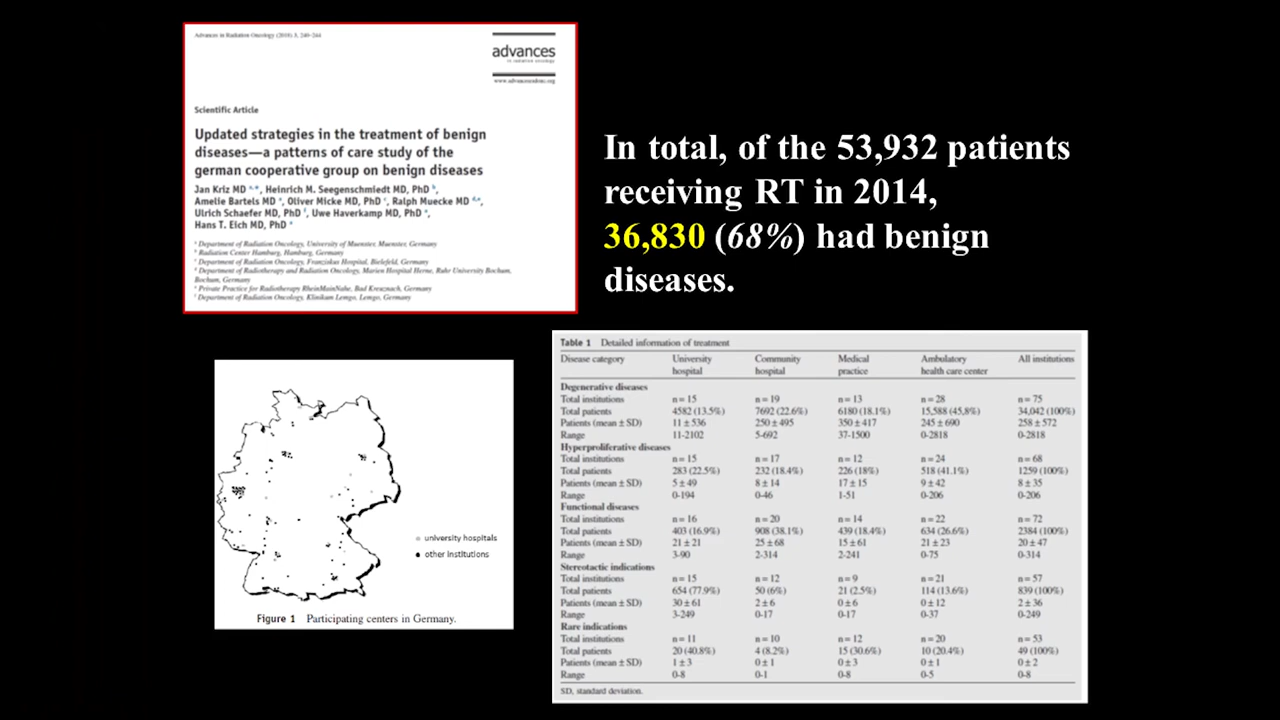 Advances in Radiation Oncology (2018) 3, 240–244
advances
in radiation oncology
www.advancesradonc.org
Scientific Article
Updated strategies in the treatment of benign
diseases—a patterns of care study of the
german cooperative group on benign diseases
Jan Kriz MD a,*, Heinrich M. Seegenschmiedt MD, PhD b,
Amelie Bartels MD a, Oliver Micke MD, PhD c, Ralph Muecke MD d,e,
Ulrich Schaefer MD, PhD f, Uwe Haverkamp MD, PhD a,
Hans T. Eich MD, PhD a
a Department of Radiation Oncology, University of Muenster, Muenster, Germany
b Radiation Center Hamburg, Hamburg, Germany
c Department of Radiation Oncology, Franziskus Hospital, Bielefeld, Germany
d Department of Radiotherapy and Radiation Oncology, Marien Hospital Herne, Ruhr University Bochum,
Bochum, Germany
e Private Practice for Radiotherapy RheinMainNahe, Bad Kreuznach, Germany
f Department of Radiation Oncology, Klinikum Lemgo, Lemgo, Germany
In total, of the 53,932 patients
receiving RT in 2014,
36,830 (68%) had benign
diseases.
university hospitals
other institutions
Figure 1 Participating centers in Germany.
Table 1 Detailed information of treatment
Disease category University hospital Community hospital Medical practice Ambulatory health care center All institutions
Degenerative diseases
Total institutions n = 15 n = 19 n = 13 n = 28 n = 75
Total patients 4582 (13.5%) 7692 (22.6%) 6180 (18.1%) 15,588 (45,8%) 34,042 (100%)
Patients (mean ± SD) 11 ± 536 250 ± 495 350 ± 417 245 ± 690 258 ± 572
Range 11-2102 5-692 37-1500 0-2818 0-2818
Hyperproliferative diseases
Total institutions n = 15 n = 17 n = 12 n = 24 n = 68
Total patients 283 (22.5%) 232 (18.4%) 226 (18%) 518 (41.1%) 1259 (100%)
Patients (mean ± SD) 5 ± 49 8 ± 14 17 ± 15 9 ± 42 8 ± 35
Range 0-194 0-46 1-51 0-206 0-206
Functional diseases
Total institutions n = 16 n = 20 n = 14 n = 22 n = 72
Total patients 403 (16.9%) 908 (38.1%) 439 (18.4%) 634 (26.6%) 2384 (100%)
Patients (mean ± SD) 21 ± 21 25 ± 68 15 ± 61 21 ± 23 20 ± 47
Range 3-90 2-314 2-241 0-75 0-314
Stereotactic indications
Total institutions n = 15 n = 12 n = 9 n = 21 n = 57
Total patients 654 (77.9%) 50 (6%) 21 (2.5%) 114 (13.6%) 839 (100%)
Patients (mean ± SD) 30 ± 61 2 ± 6 0 ± 6 0 ± 12 2 ± 36
Range 3-249 0-17 0-17 0-37 0-249
Rare indications
Total institutions n = 11 n = 10 n = 12 n = 20 n = 53
Total patients 20 (40.8%) 4 (8.2%) 15 (30.6%) 10 (20.4%) 49 (100%)
Patients (mean ± SD) 1 ± 3 0 ± 1 0 ± 3 0 ± 1 0 ± 2
Range 0-8 0-1 0-8 0-5 0-8
SD, standard deviation.